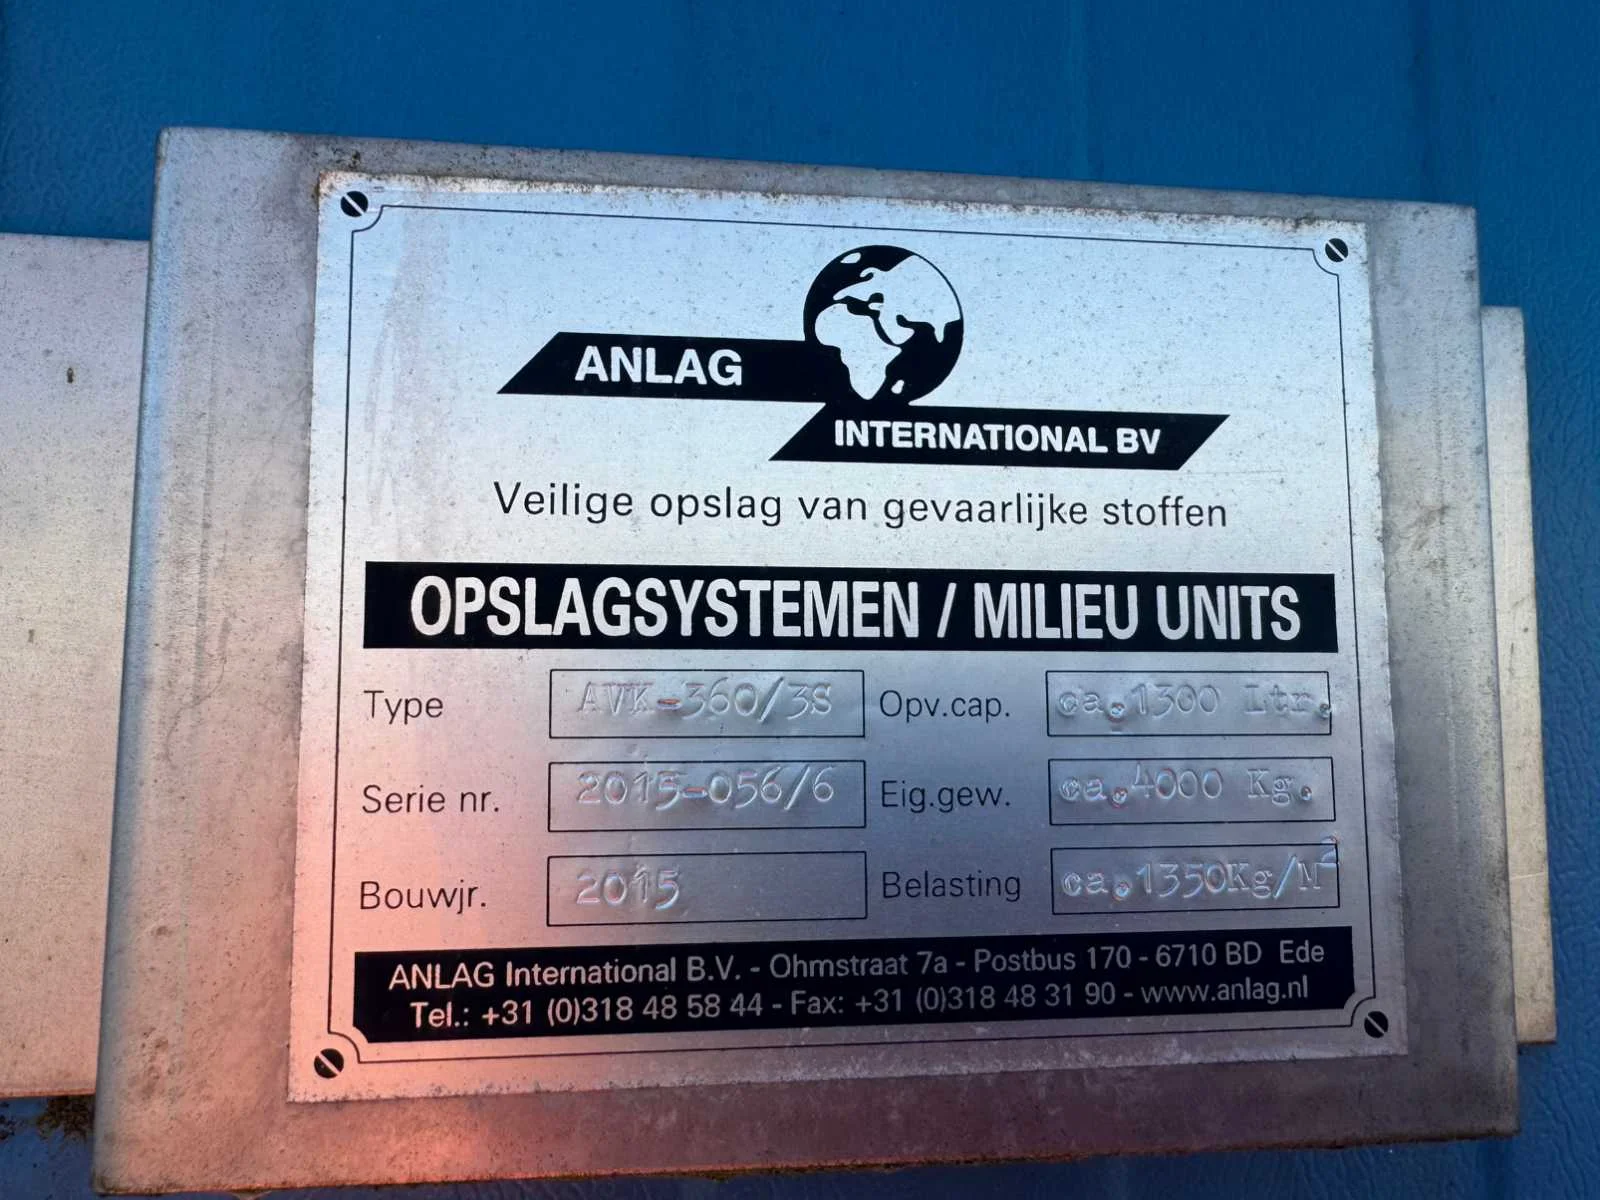 ANLAG
INTERNATIONAL BV
Veilige opslag van gevaarlijke stoffen
OPSLAGSYSTEMEN / MILIEU UNITS
Type AVK-360/3S Opv.cap. ca.1300 Ltr.
Serie nr. 2015-056/6 Eig.gew. ca.4000 Kg.
Bouwjr. 2015 Belasting ca.1350Kg/M²
ANLAG International B.V. - Ohmstraat 7a - Postbus 170 - 6710 BD Ede
Tel.: +31 (0)318 48 58 44 - Fax: +31 (0)318 48 31 90 - www.anlag.nl